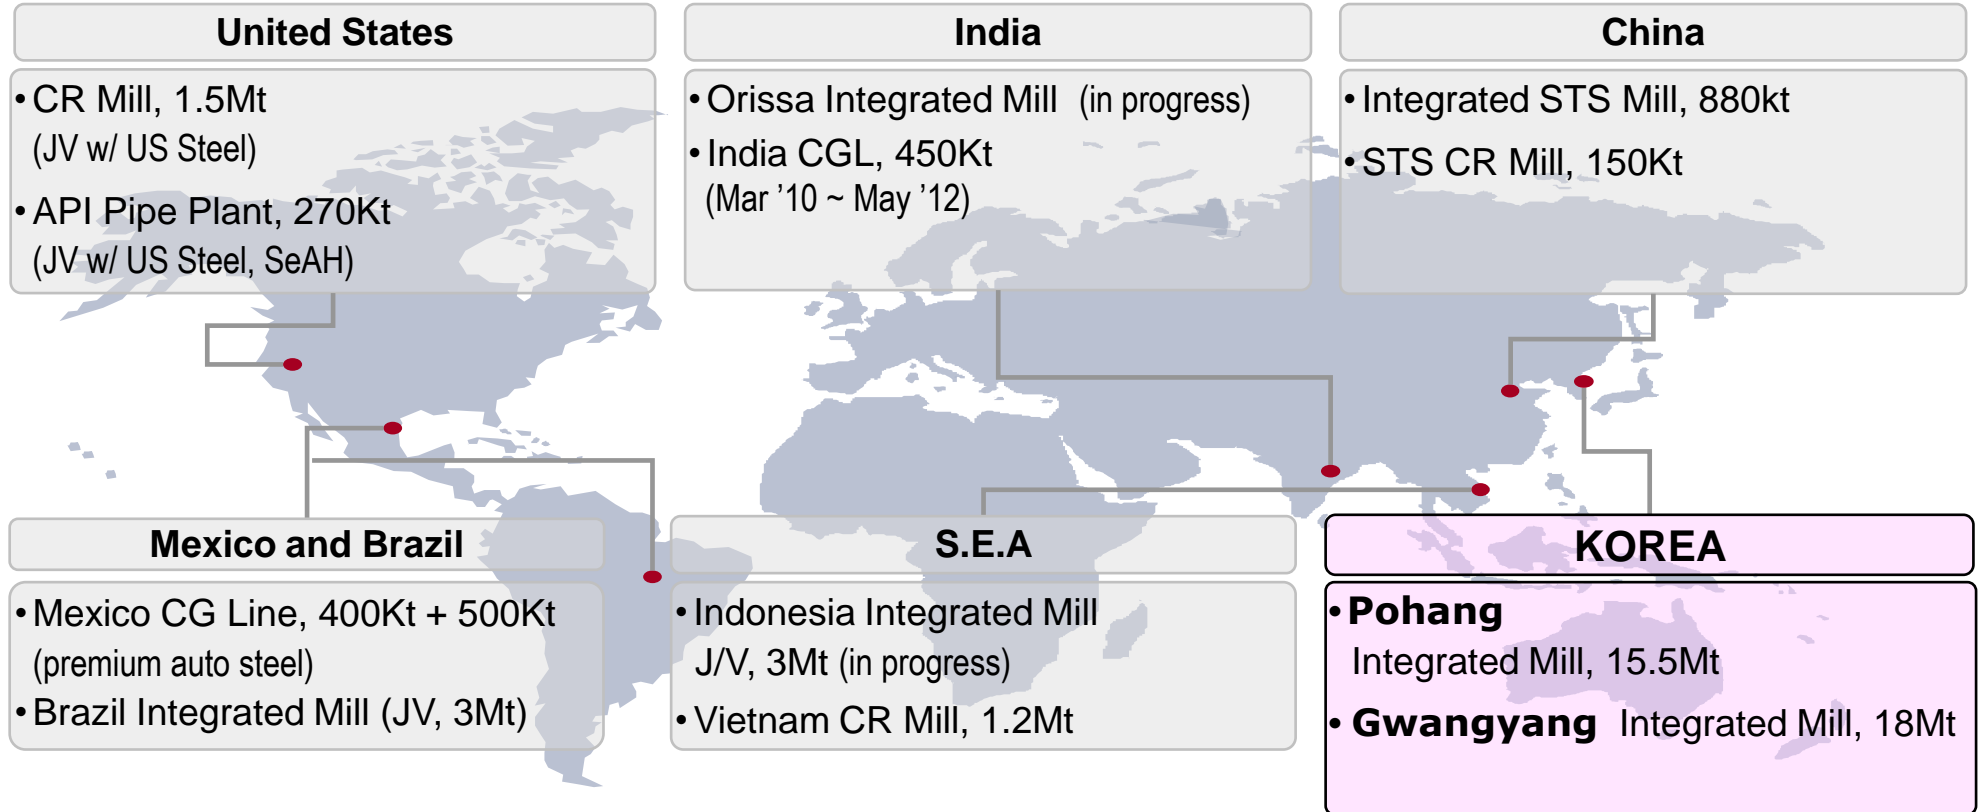 United States
• CR Mill, 1.5Mt
(JV w/ US Steel)
• API Pipe Plant, 270Kt
(JV w/ US Steel, SeAH)
India
• Orissa Integrated Mill (in progress)
• India CGL, 450Kt
(Mar ’10 ~ May ’12)
China
• Integrated STS Mill, 880kt
• STS CR Mill, 150Kt
Mexico and Brazil
• Mexico CG Line, 400Kt + 500Kt
(premium auto steel)
• Brazil Integrated Mill (JV, 3Mt)
S.E.A
• Indonesia Integrated Mill
J/V, 3Mt (in progress)
• Vietnam CR Mill, 1.2Mt
KOREA
• Pohang
Integrated Mill, 15.5Mt
• Gwangyang Integrated Mill, 18Mt